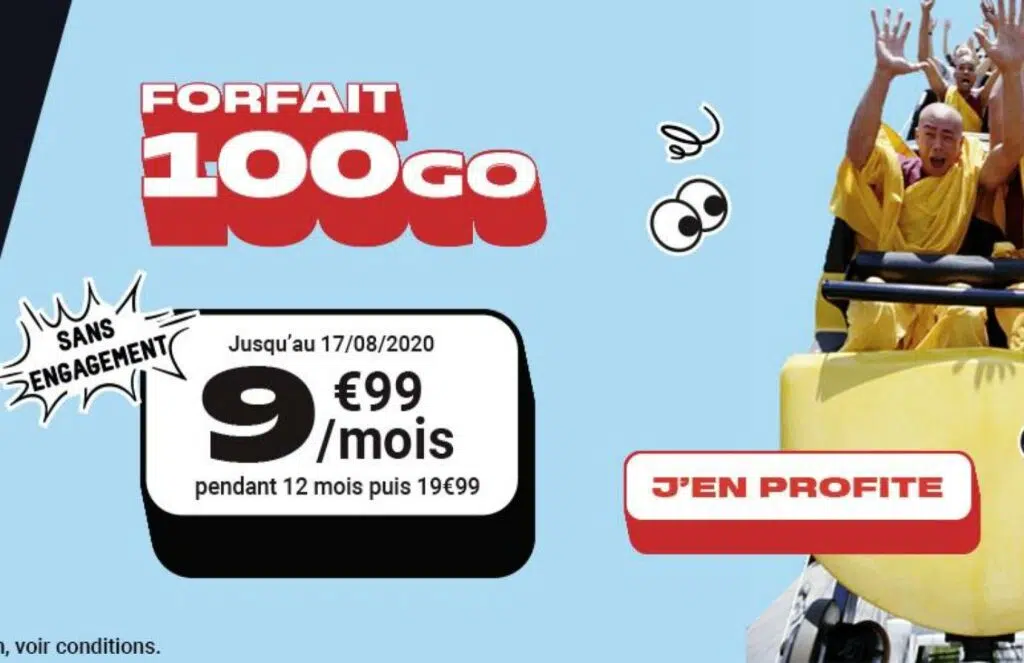 FORFAIT
100GO
SANS
ENGAGEMENT
Jusqu'au 17/08/2020
9€99
/mois
pendant 12 mois puis 19€99
J'EN PROFITE
voir conditions.